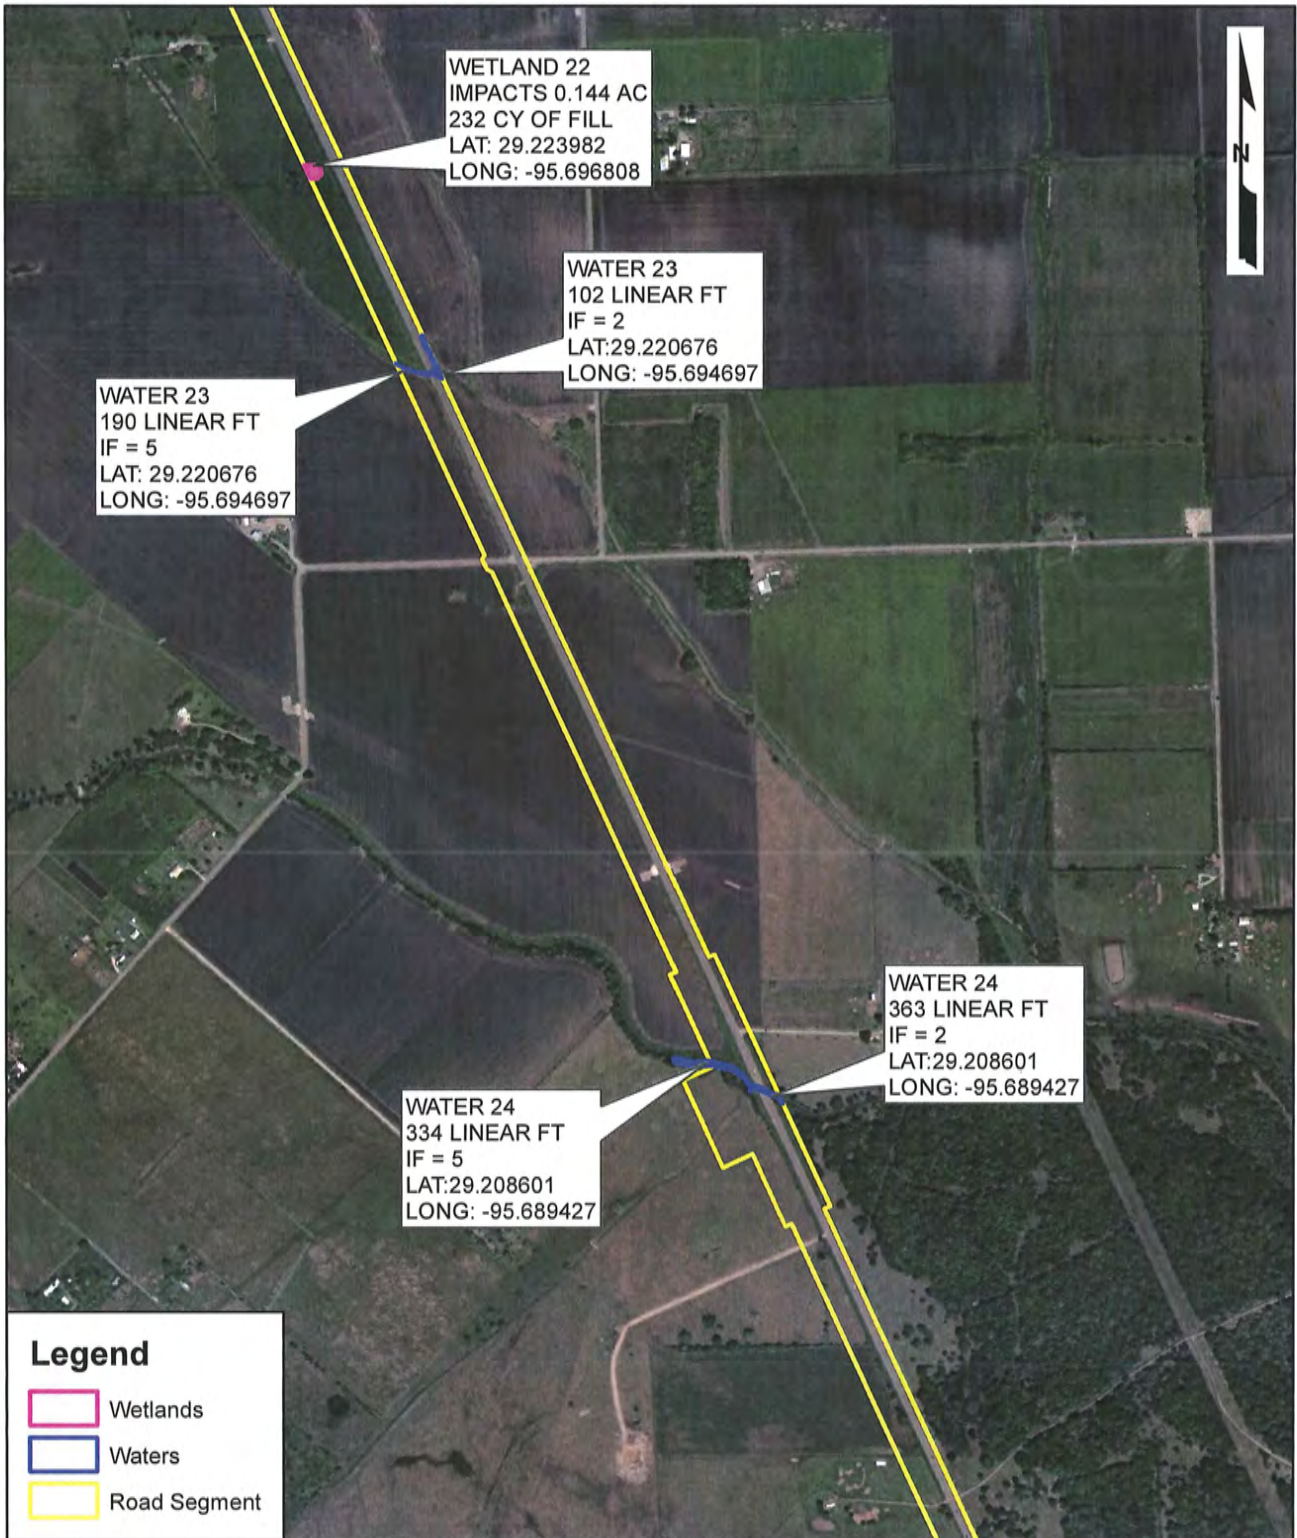 WETLAND 22
IMPACTS 0.144 AC
232 CY OF FILL
LAT: 29.223982
LONG: -95.696808
N
WATER 23
102 LINEAR FT
IF = 2
LAT:29.220676
LONG: -95.694697
WATER 23
190 LINEAR FT
IF = 5
LAT: 29.220676
LONG: -95.694697
WATER 24
363 LINEAR FT
IF = 2
LAT:29.208601
LONG: -95.689427
WATER 24
334 LINEAR FT
IF = 5
LAT:29.208601
LONG: -95.689427
Legend
Wetlands
Waters
Road Segment